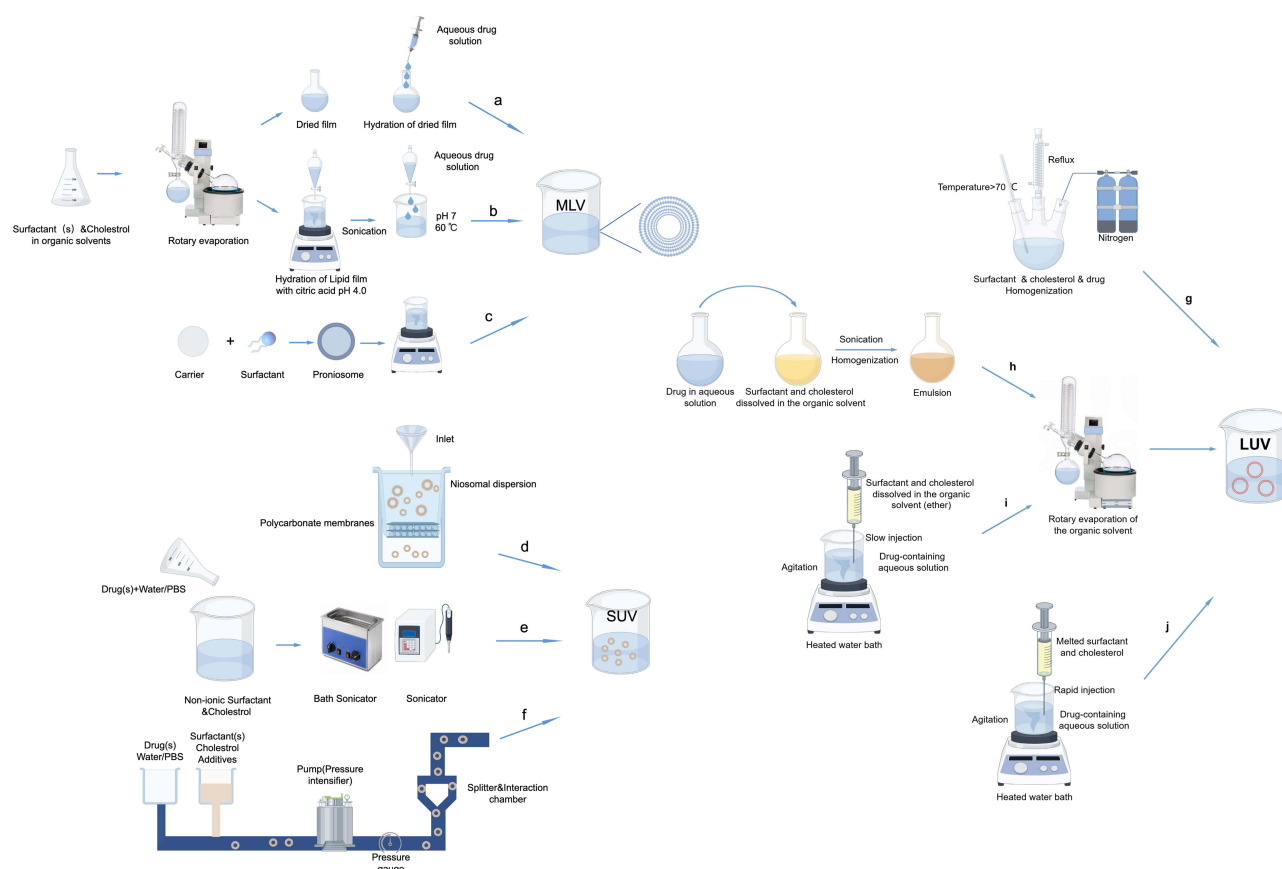 Aqueous drug
solution
a
Dried film
Hydration of dried film
Surfactant (s) &Cholestrol
in organic solvents
Rotary evaporation
Aqueous drug
solution
Sonication
pH 7
60 ℃
b
Hydration of Lipid film
with citric acid pH 4.0
MLV
c
Carrier
+
Surfactant
Proniosome
Inlet
Niosomal dispersion
Polycarbonate membranes
d
Drug(s)+Water/PBS
Non-ionic Surfactant
&Cholestrol
Bath Sonicator
Sonicator
e
SUV
f
Drug(s)
Water/PBS
Surfactant(s)
Cholestrol
Additives
Pump(Pressure
intensifier)
Splitter&Interaction
chamber
Pressure
gauge
Reflux
Temperature>70 ℃
Nitrogen
Surfactant & cholesterol & drug
Homogenization
g
Sonication
Homogenization
Drug in aqueous
solution
Surfactant and cholesterol
dissolved in the organic solvent
Emulsion
h
Surfactant and cholesterol
dissolved in the organic
solvent (ether)
Slow injection
Agitation
Drug-containing
aqueous solution
Heated water bath
i
Rotary evaporation of
the organic solvent
LUV
Melted surfactant
and cholesterol
Rapid injection
Agitation
Drug-containing
aqueous solution
Heated water bath
j